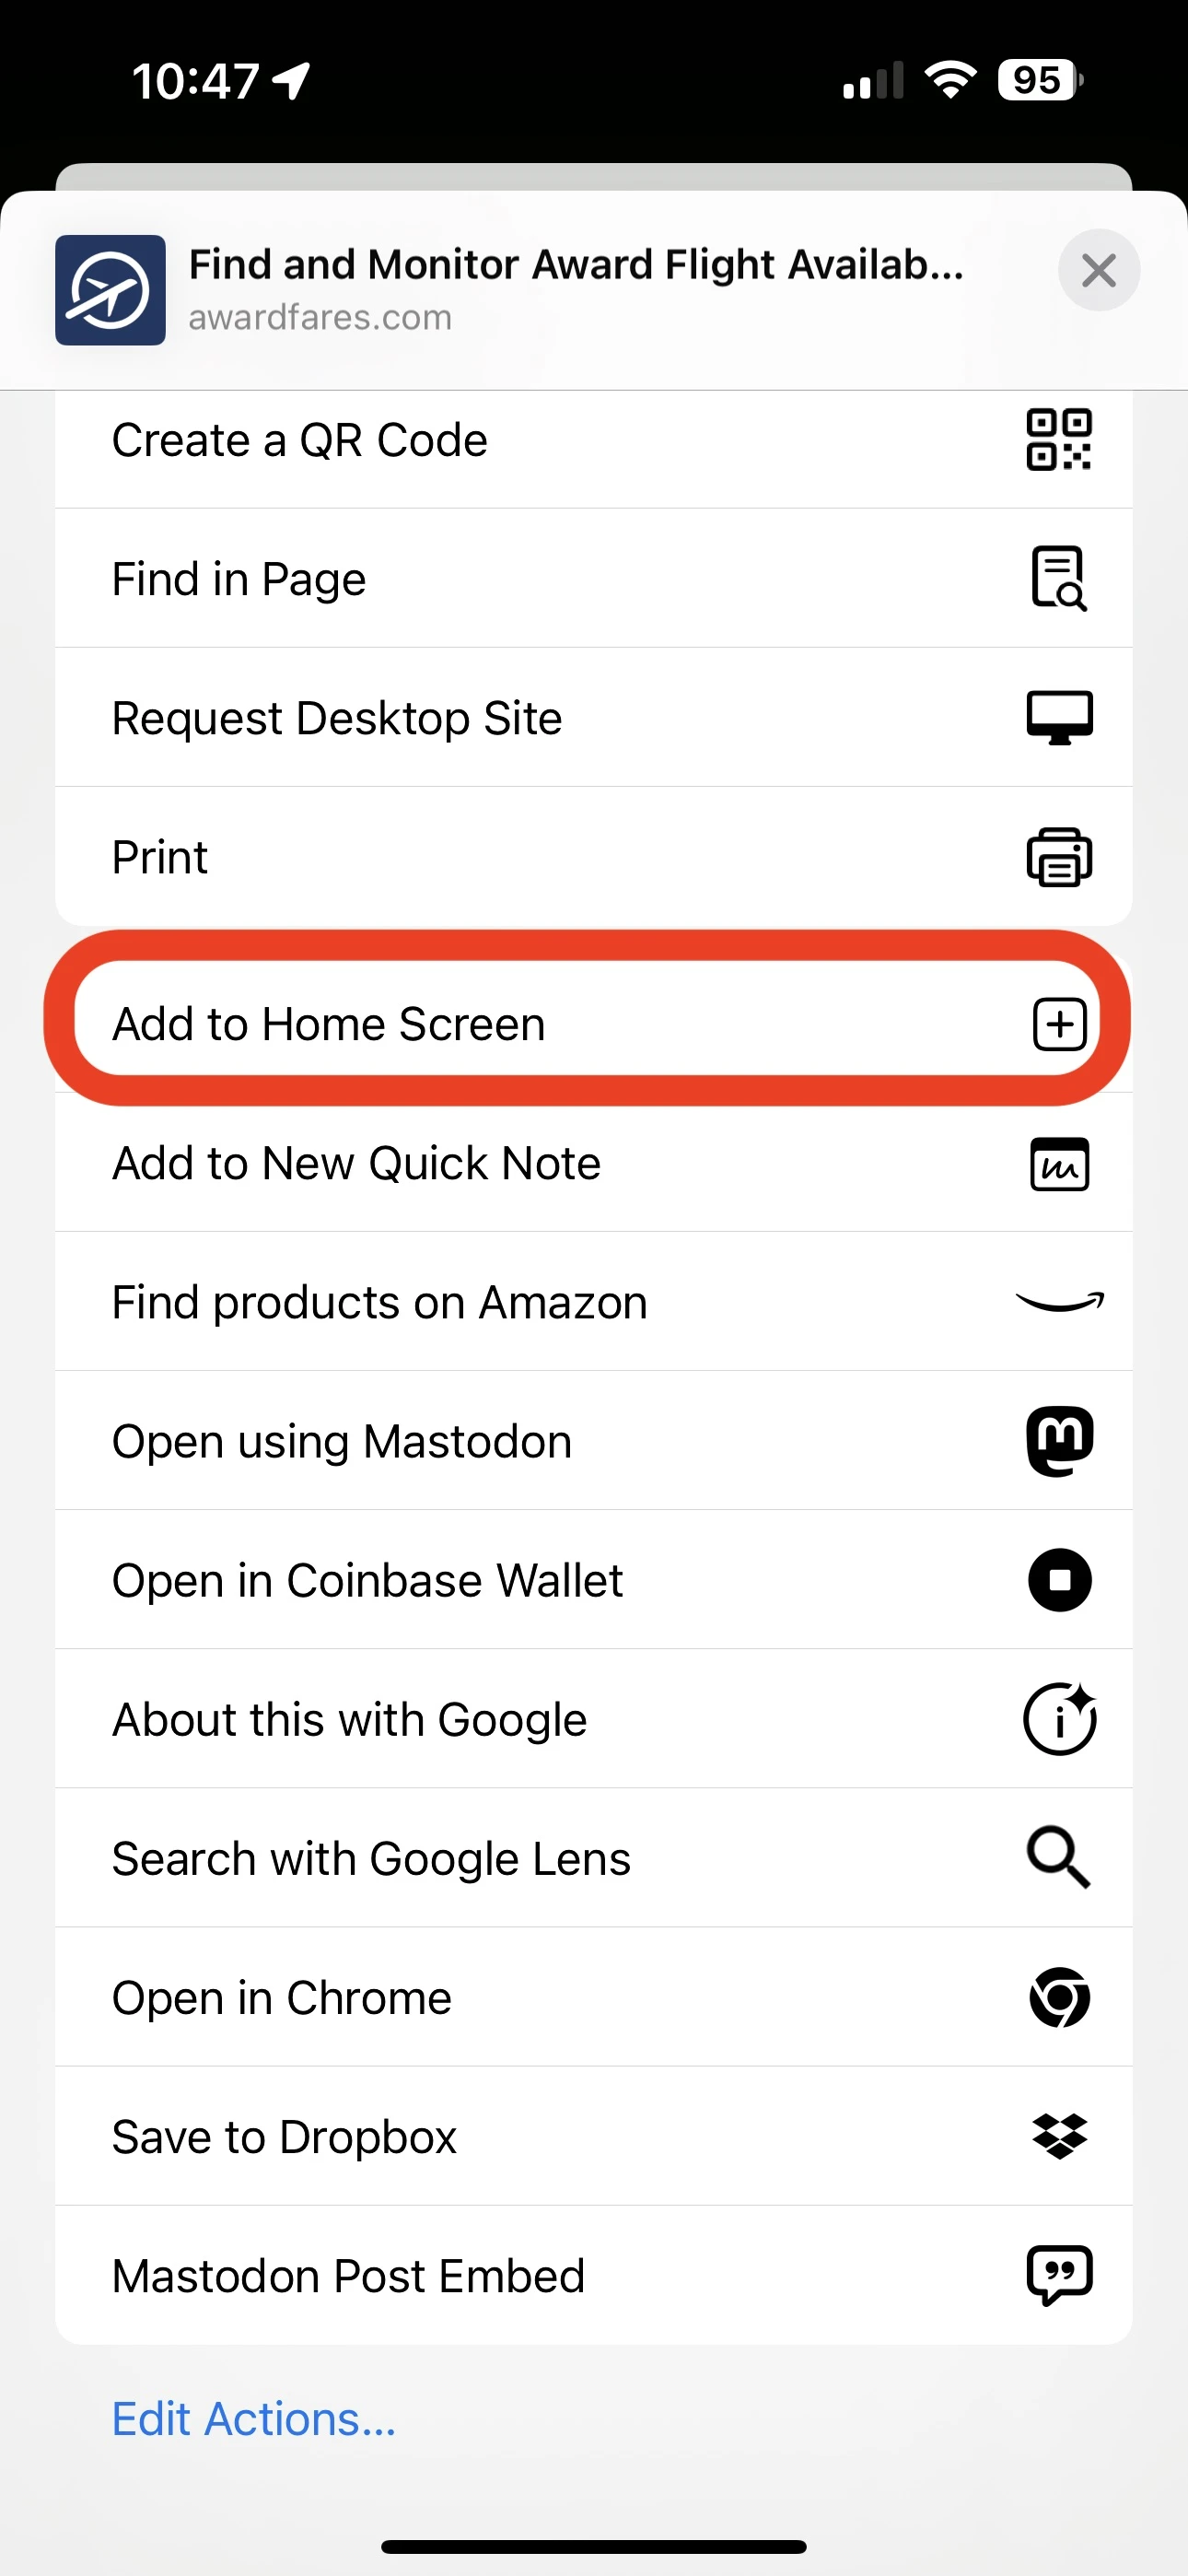 10:47
95
Find and Monitor Award Flight Availab...
awardfares.com
Create a QR Code
Find in Page
Request Desktop Site
Print
Add to Home Screen
Add to New Quick Note
Find products on Amazon
Open using Mastodon
Open in Coinbase Wallet
About this with Google
Search with Google Lens
Open in Chrome
Save to Dropbox
Mastodon Post Embed
Edit Actions...